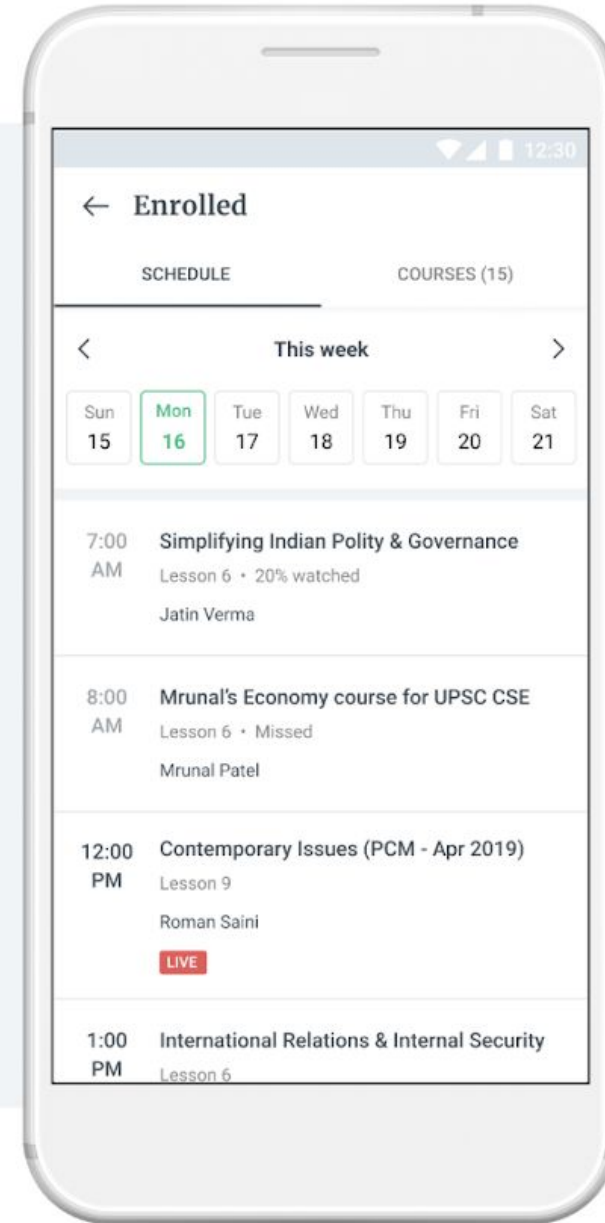 12:30
Enrolled
SCHEDULE COURSES (15)
This week
Sun Mon Tue Wed Thu Fri Sat
15 16 17 18 19 20 21
7:00 Simplifying Indian Polity & Governance
AM Lesson 6 • 20% watched
Jatin Verma
8:00 Mrunal's Economy course for UPSC CSE
AM Lesson 6 • Missed
Mrunal Patel
12:00 Contemporary Issues (PCM - Apr 2019)
PM Lesson 9
Roman Saini
LIVE
1:00 International Relations & Internal Security
PM Lesson 6